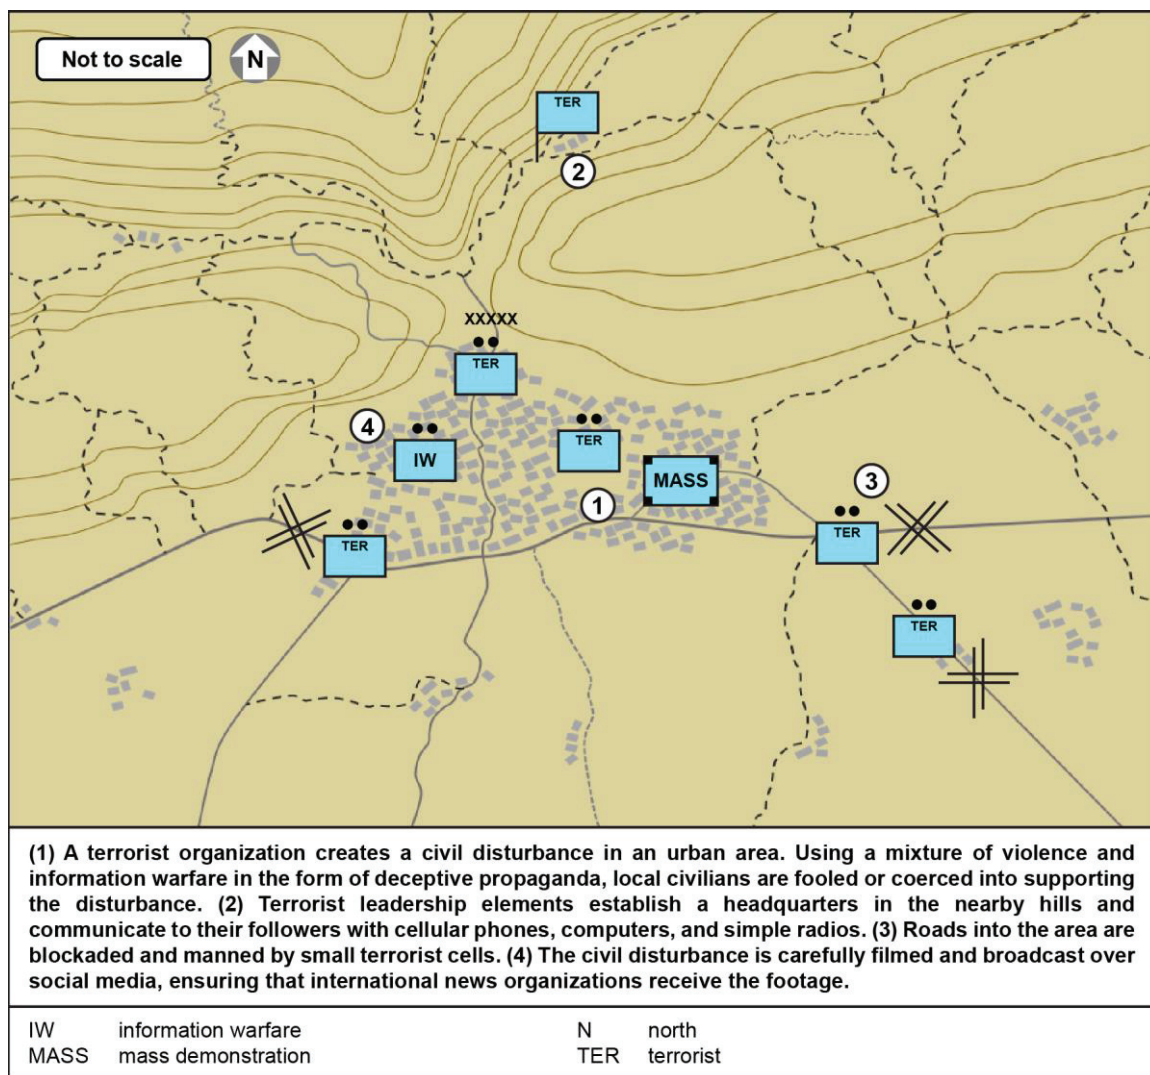 Not to scale
N
TER
2
XXXXX
TER
4
IW
TER
MASS
3
1
TER
TER
TER
(1) A terrorist organization creates a civil disturbance in an urban area. Using a mixture of violence and
information warfare in the form of deceptive propaganda, local civilians are fooled or coerced into supporting
the disturbance. (2) Terrorist leadership elements establish a headquarters in the nearby hills and
communicate to their followers with cellular phones, computers, and simple radios. (3) Roads into the area are
blockaded and manned by small terrorist cells. (4) The civil disturbance is carefully filmed and broadcast over
social media, ensuring that international news organizations receive the footage.
IW information warfare N north
MASS mass demonstration TER terrorist